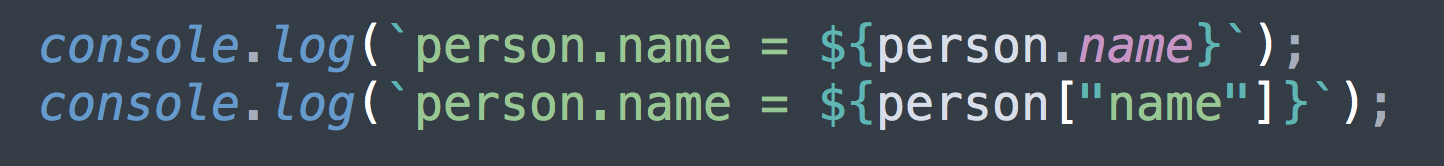 console.log(`person.name = ${person.name}`);
console.log(`person.name = ${person["name"]}`);